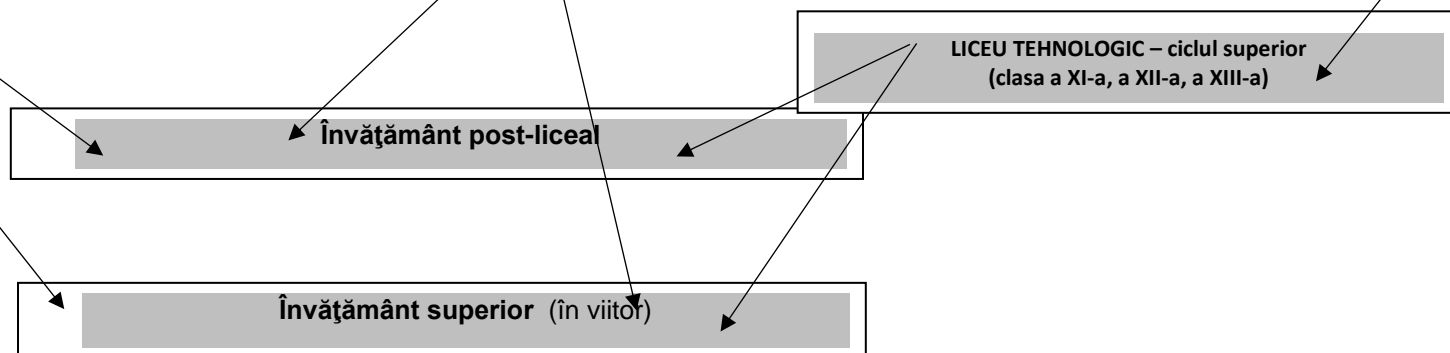 LICEU TEHNOLOGIC – ciclul superior
(clasa a XI-a, a XII-a, a XIII-a)
Învăţământ post-liceal
Învăţământ superior (în viitor)